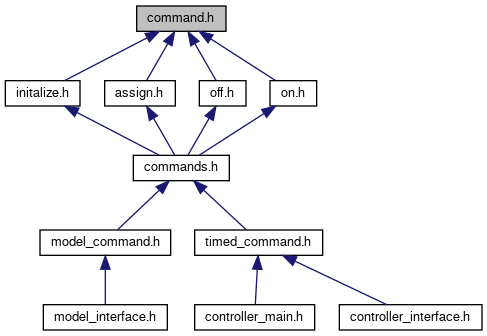 command.h
initalize.h
assign.h
off.h
on.h
commands.h
model_command.h
timed_command.h
model_interface.h
controller_main.h
controller_interface.h